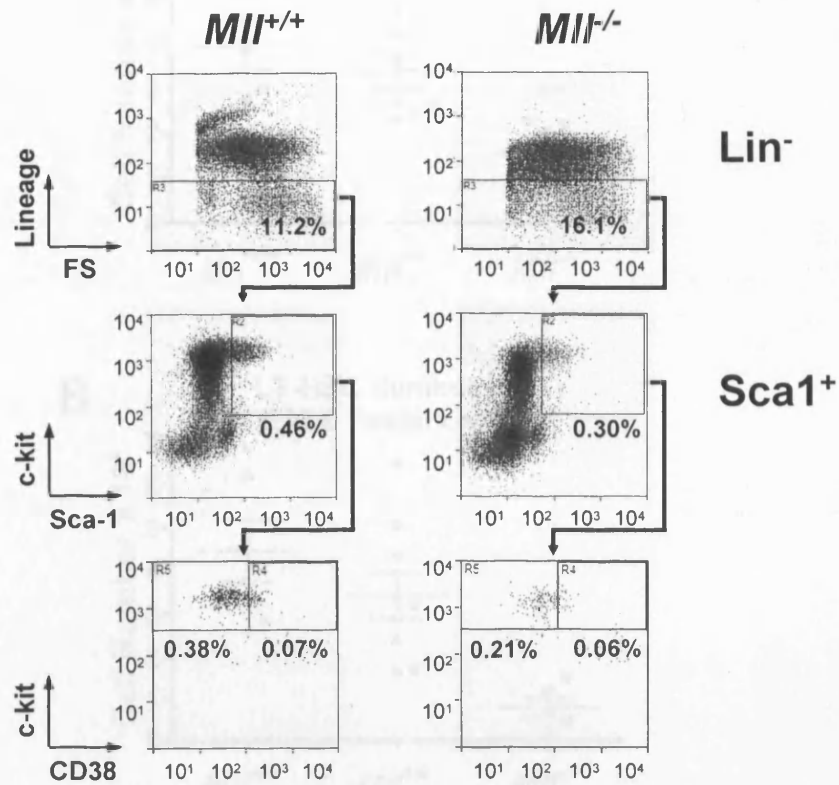 Mll+/+ Mll-/-
Lin-
10⁴ 10³ 10² 10¹
Lineage
R3
11.2%
FS
10¹ 10² 10³ 10⁴
10⁴ 10³ 10² 10¹
R3
16.1%
10¹ 10² 10³ 10⁴
Sca1+
10⁴ 10³ 10² 10¹
c-kit
R2
0.46%
Sca-1
10¹ 10² 10³ 10⁴
10⁴ 10³ 10² 10¹
R2
0.30%
10¹ 10² 10³ 10⁴
10⁴ 10³ 10² 10¹
c-kit
R5 R4
0.38% 0.07%
CD38
10¹ 10² 10³ 10⁴
10⁴ 10³ 10² 10¹
R5 R4
0.21% 0.06%
10¹ 10² 10³ 10⁴